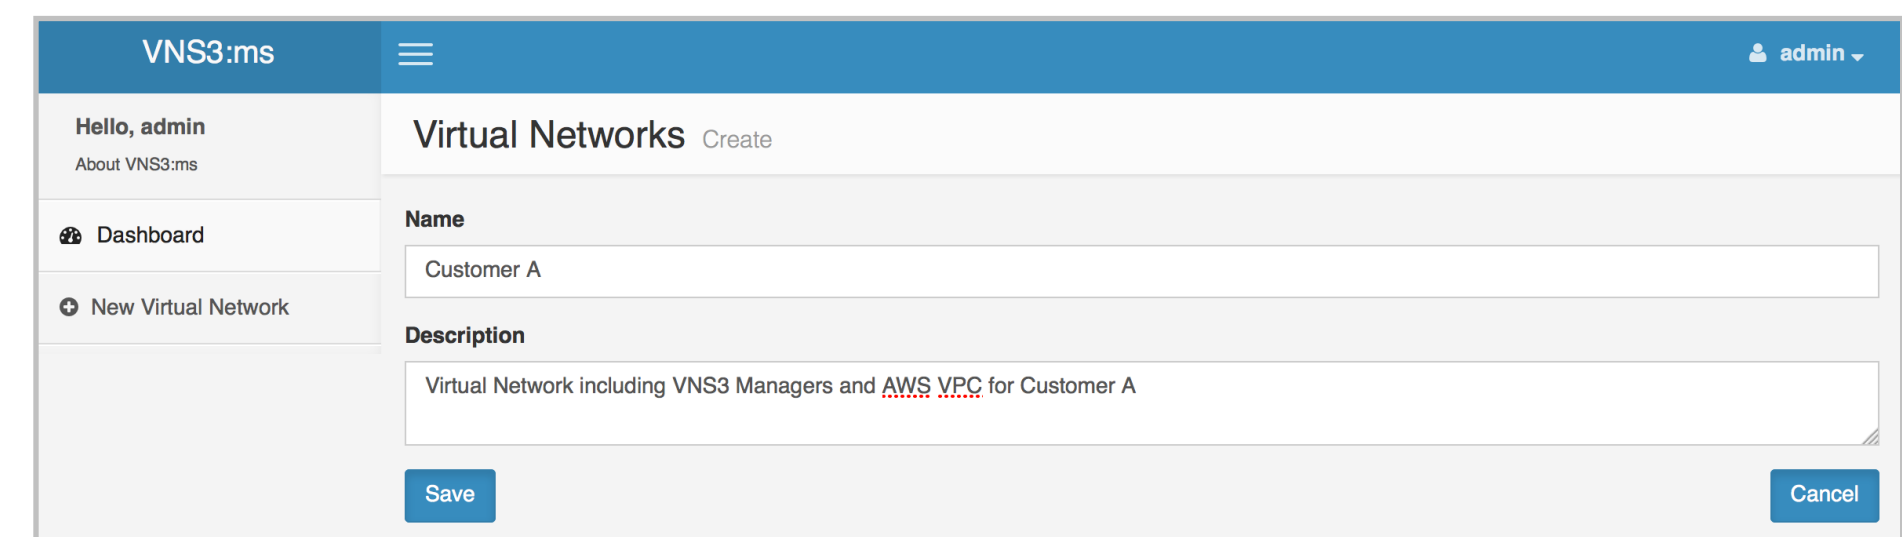 VNS3:ms
admin
Hello, admin
About VNS3:ms
Dashboard
New Virtual Network
Virtual Networks Create
Name
Customer A
Description
Virtual Network including VNS3 Managers and AWS VPC for Customer A
Save
Cancel